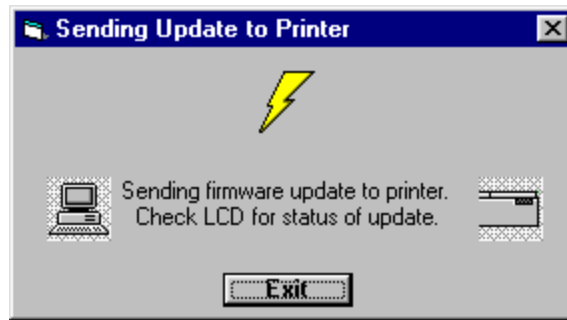 Sending Update to Printer
Sending firmware update to printer.
Check LCD for status of update.
Exit